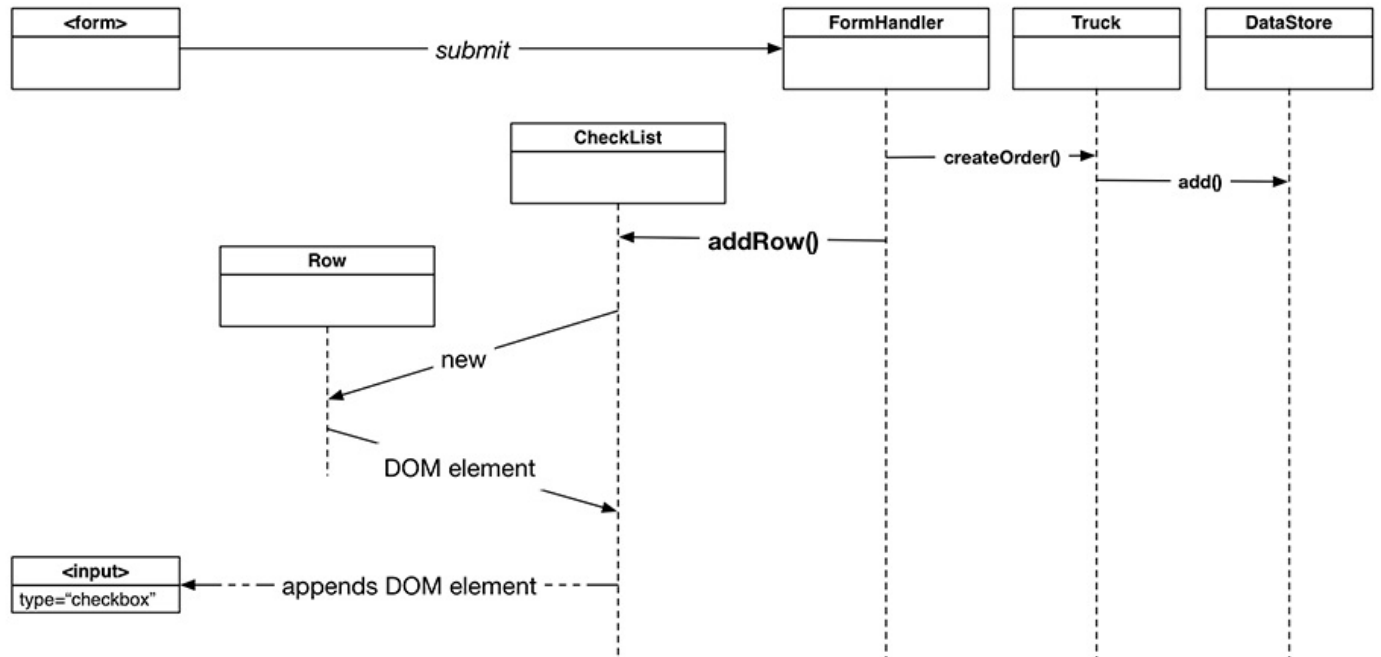 <form>
FormHandler
Truck
DataStore
submit
CheckList
createOrder()
add()
addRow()
Row
new
DOM element
<input>
type=“checkbox”
appends DOM element